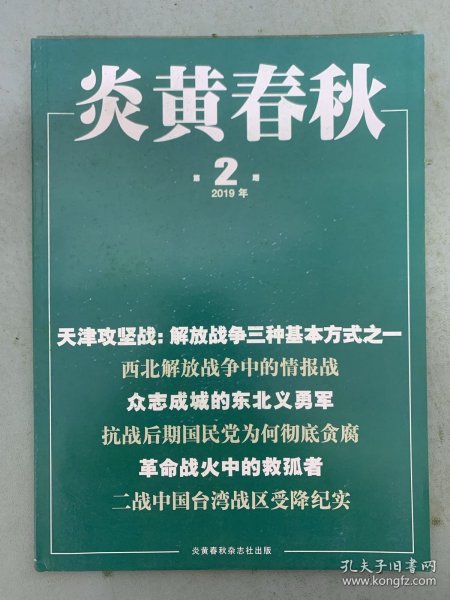 炎黄春秋
第2期
2019年
天津攻坚战：解放战争三种基本方式之一
西北解放战争中的情报战
众志成城的东北义勇军
抗战后期国民党为何彻底贪腐
革命战火中的救孤者
二战中国台湾战区受降纪实
炎黄春秋杂志社出版
孔夫子旧书网
www.kongfz.com